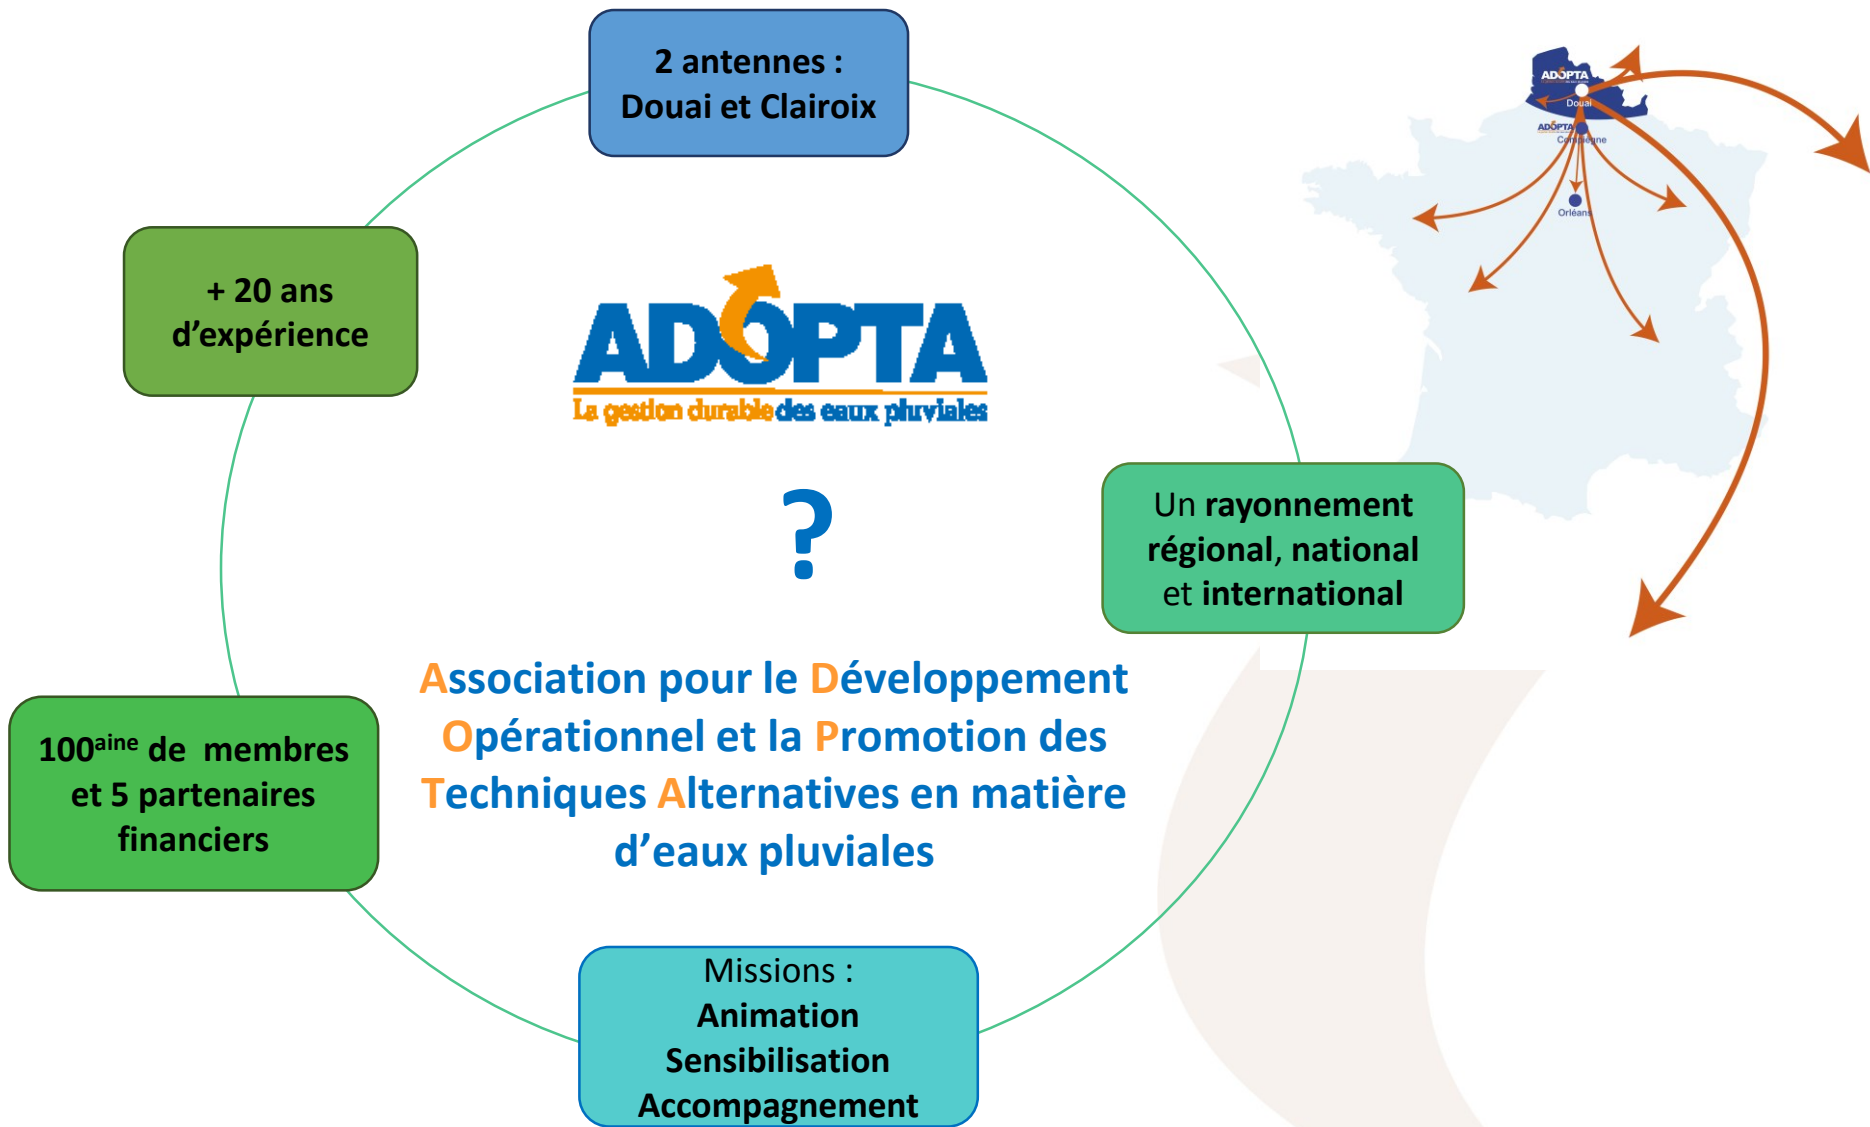 2 antennes :
Douai et Clairoix
+ 20 ans
d’expérience
ADOPTA
La gestion durable des eaux pluviales
?
Association pour le Développement
Opérationnel et la Promotion des
Techniques Alternatives en matière
d’eaux pluviales
Un rayonnement
régional, national
et international
100aine de membres
et 5 partenaires
financiers
Missions :
Animation
Sensibilisation
Accompagnement
ADOPTA
Douai
ADOPTA
Compiègne
Orléans